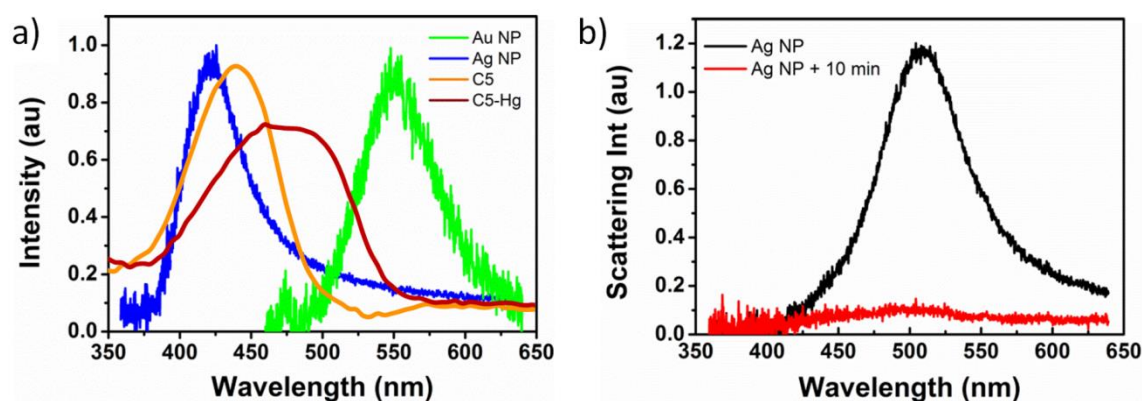 a)
Intensity (au)
1.0
0.8
0.6
0.4
0.2
0.0
Au NP
Ag NP
C5
C5-Hg
350 400 450 500 550 600 650
Wavelength (nm)
b)
Scattering Int (au)
1.2
1.0
0.8
0.6
0.4
0.2
0.0
Ag NP
Ag NP + 10 min
350 400 450 500 550 600 650
Wavelength (nm)